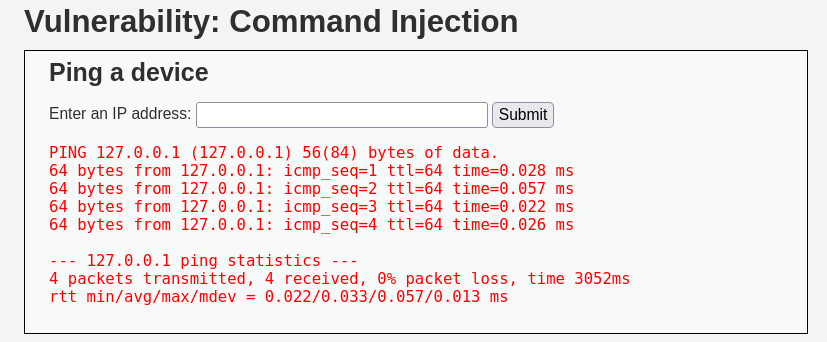 Vulnerability: Command Injection
Ping a device
Enter an IP address: Submit
PING 127.0.0.1 (127.0.0.1) 56(84) bytes of data.
64 bytes from 127.0.0.1: icmp_seq=1 ttl=64 time=0.028 ms
64 bytes from 127.0.0.1: icmp_seq=2 ttl=64 time=0.057 ms
64 bytes from 127.0.0.1: icmp_seq=3 ttl=64 time=0.022 ms
64 bytes from 127.0.0.1: icmp_seq=4 ttl=64 time=0.026 ms
--- 127.0.0.1 ping statistics ---
4 packets transmitted, 4 received, 0% packet loss, time 3052ms
rtt min/avg/max/mdev = 0.022/0.033/0.057/0.013 ms